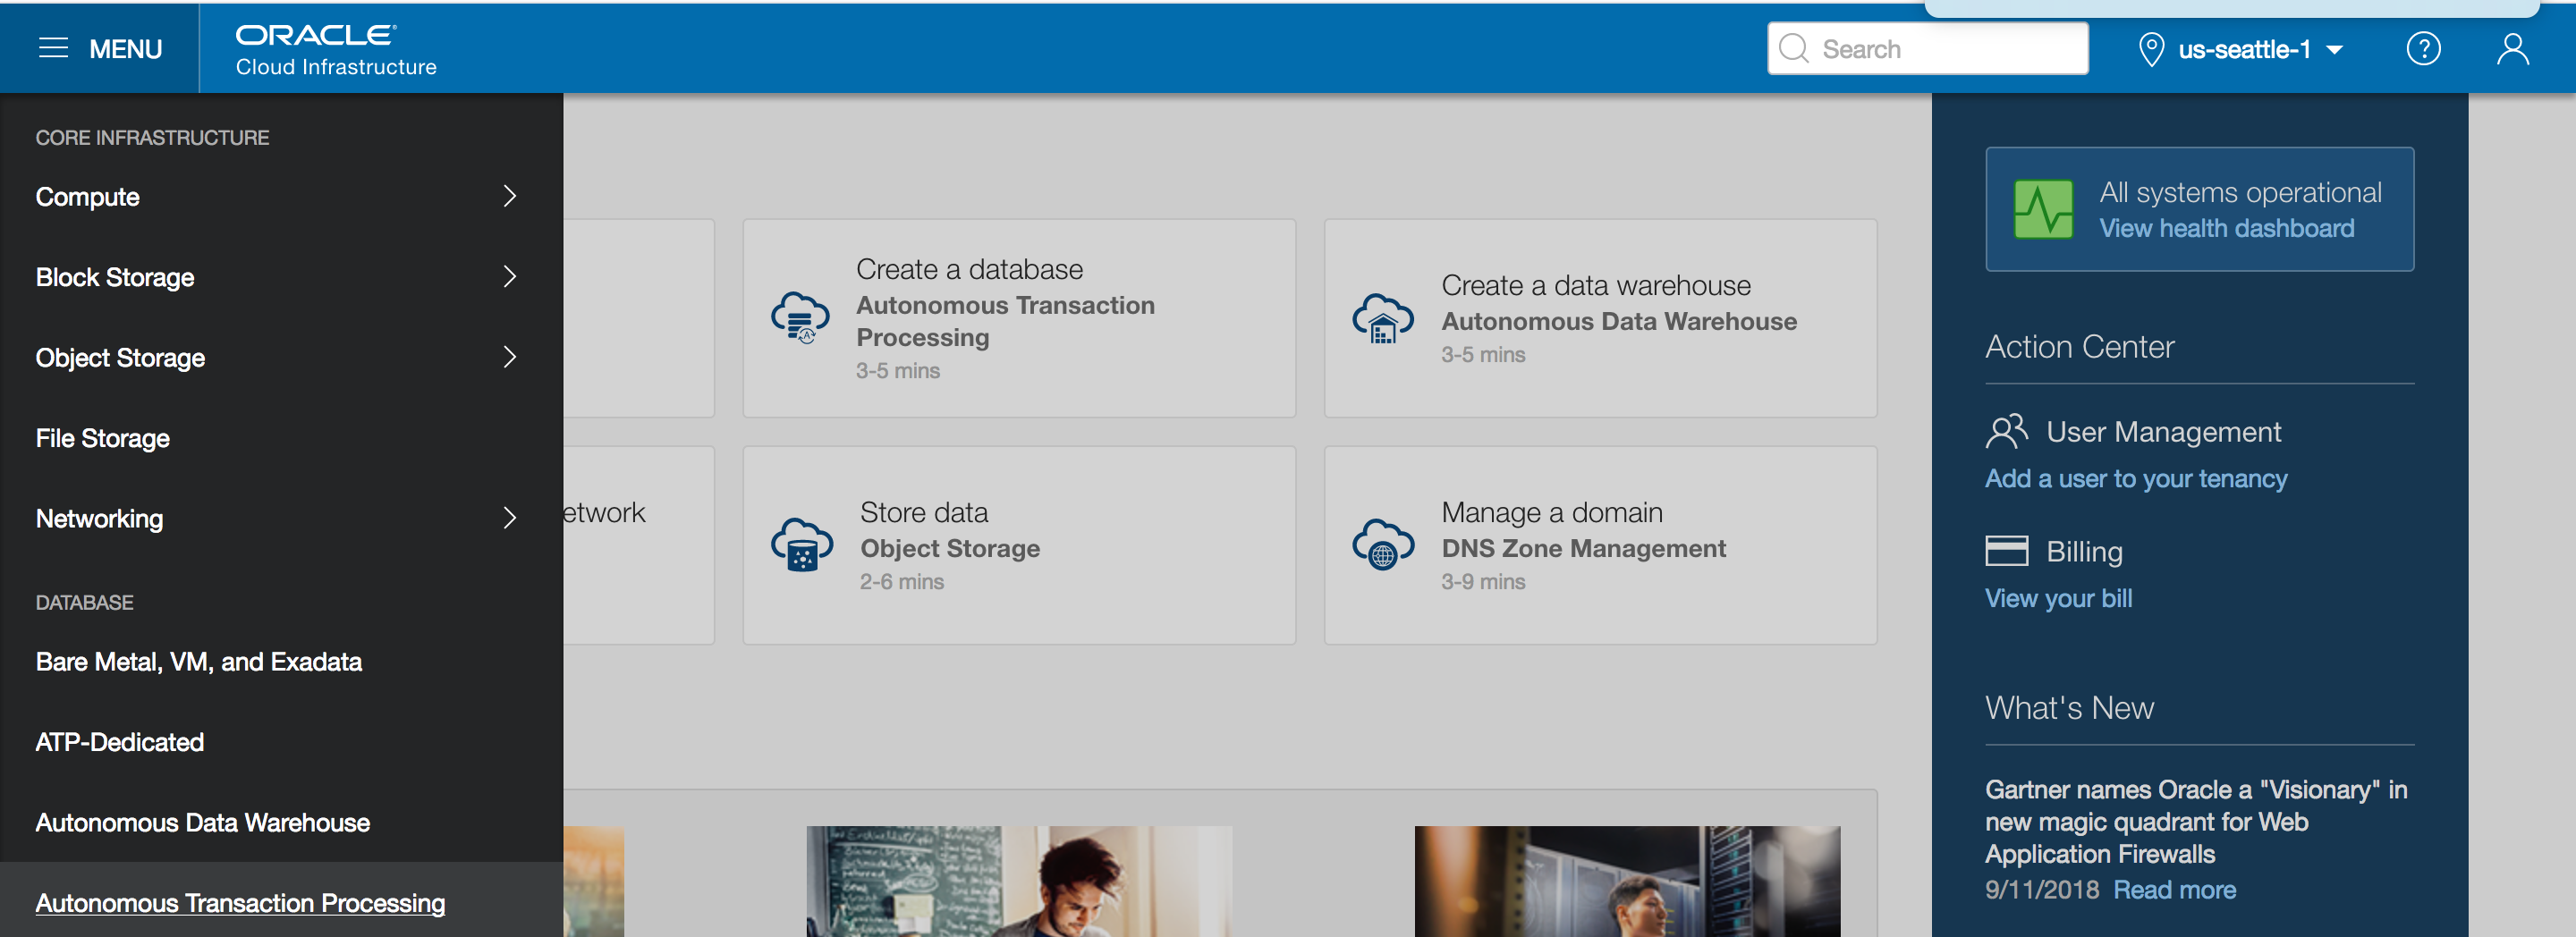 MENU
ORACLE®
Cloud Infrastructure
Search
us-seattle-1
?
CORE INFRASTRUCTURE
Compute
Block Storage
Object Storage
File Storage
Networking
DATABASE
Bare Metal, VM, and Exadata
ATP-Dedicated
Autonomous Data Warehouse
Autonomous Transaction Processing
Create a database
Autonomous Transaction
Processing
3-5 mins
Create a data warehouse
Autonomous Data Warehouse
3-5 mins
etwork
Store data
Object Storage
2-6 mins
Manage a domain
DNS Zone Management
3-9 mins
All systems operational
View health dashboard
Action Center
User Management
Add a user to your tenancy
Billing
View your bill
What's New
Gartner names Oracle a "Visionary" in
new magic quadrant for Web
Application Firewalls
9/11/2018 Read more